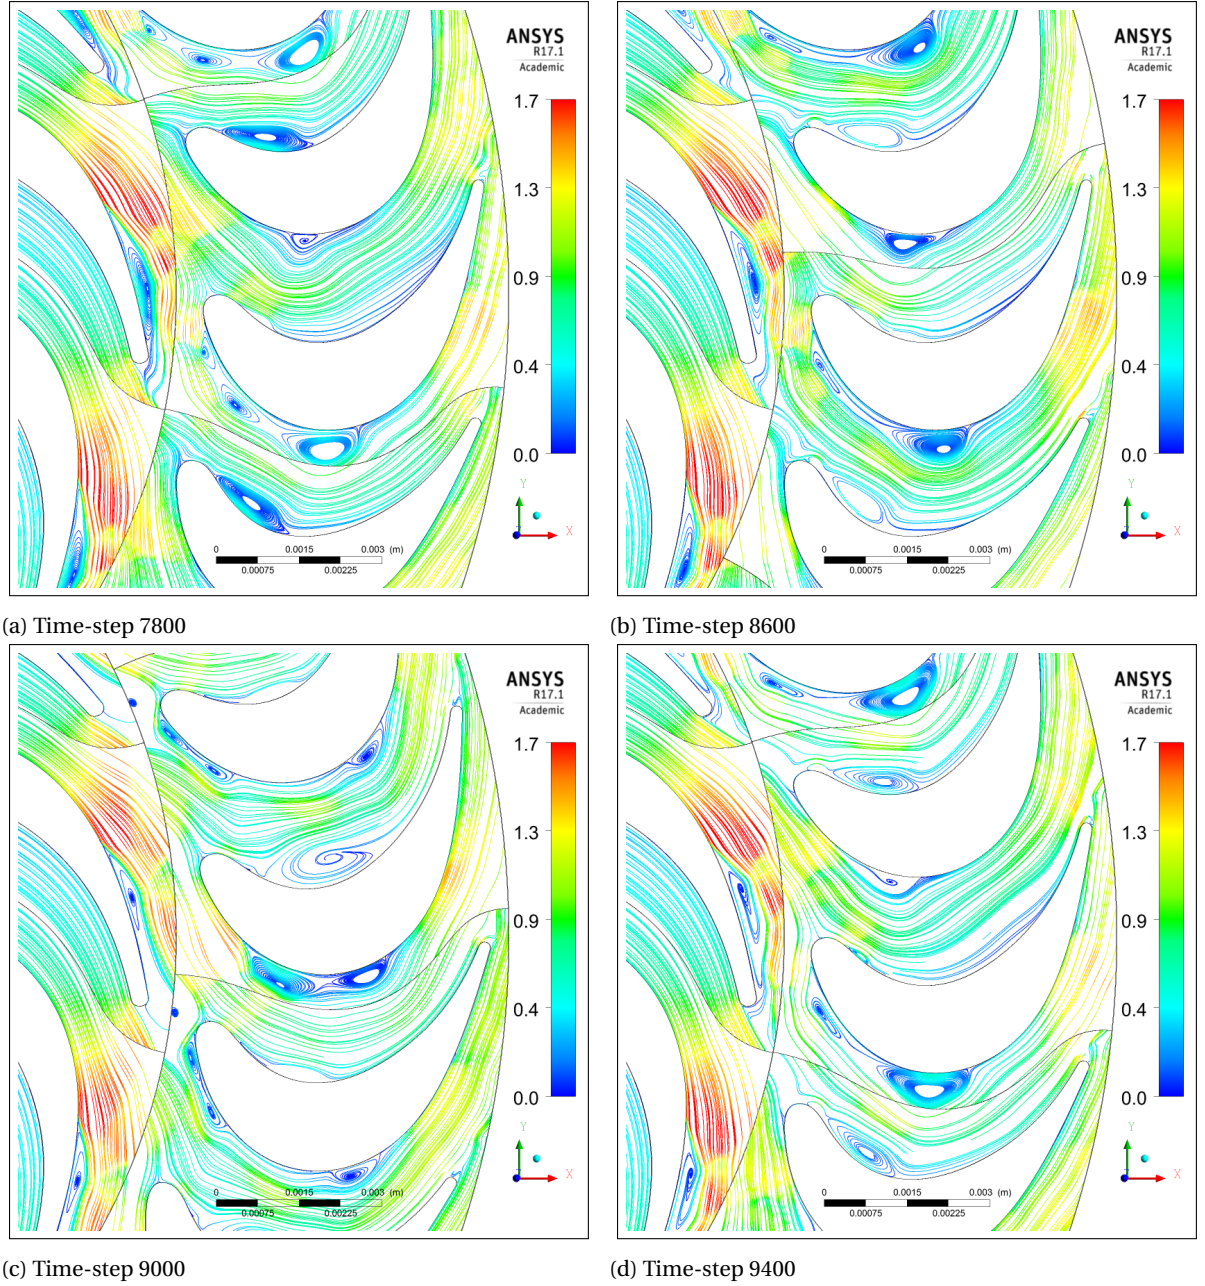 ANSYS
R17.1
Academic
1.7
1.3
0.9
0.4
0.0
Y
Z
X
0 0.0015 0.003 (m)
0.00075 0.00225
(a) Time-step 7800
ANSYS
R17.1
Academic
1.7
1.3
0.9
0.4
0.0
Y
Z
X
0 0.0015 0.003 (m)
0.00075 0.00225
(b) Time-step 8600
ANSYS
R17.1
Academic
1.7
1.3
0.9
0.4
0.0
Y
X
0 0.0015 0.003 (m)
0.00075 0.00225
(c) Time-step 9000
ANSYS
R17.1
Academic
1.7
1.3
0.9
0.4
0.0
Y
X
0 0.0015 0.003 (m)
0.00075 0.00225
(d) Time-step 9400